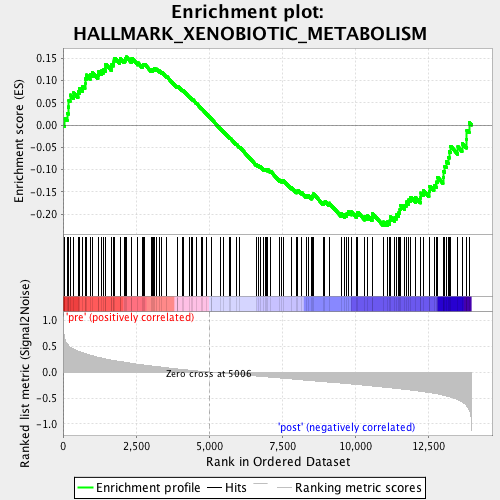 Enrichment plot:
HALLMARK_XENOBIOTIC_METABOLISM
Enrichment score (ES)
0.15
0.10
0.05
0.00
-0.05
-0.10
-0.15
-0.20
'pre' (positively correlated)
Ranked list metric (Signal2Noise)
1.0
0.5
0.0
-0.5
-1.0
Zero cross at 5006
'post' (negatively correlated)
0 2,500 5,000 7,500 10,000 12,500
Rank in Ordered Dataset
Enrichment profile Hits Ranking metric scores